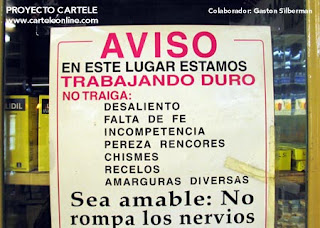 PROYECTO CARTELE
www.carteleonline.com
Colaborador: Gaston Silberman
AVISO
EN ESTE LUGAR ESTAMOS
TRABAJANDO DURO
NO TRAIGA:
DESALIENTO
FALTA DE FE
INCOMPETENCIA
PEREZA RENCORES
CHISMES
RECELOS
AMARGURAS DIVERSAS
Sea amable: No
rompa los nervios